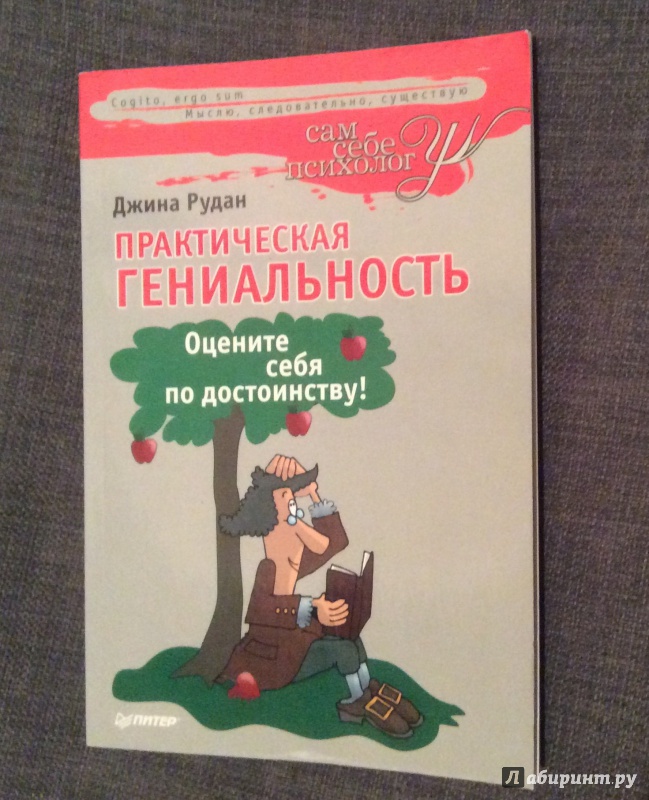 Cogito, ergo sum
Мыслю, следовательно, существую
сам
себе
психолог
Джина Рудан
ПРАКТИЧЕСКАЯ
ГЕНИАЛЬНОСТЬ
Оцените
себя
по достоинству!
ПИТЕР
Лабиринт.ру